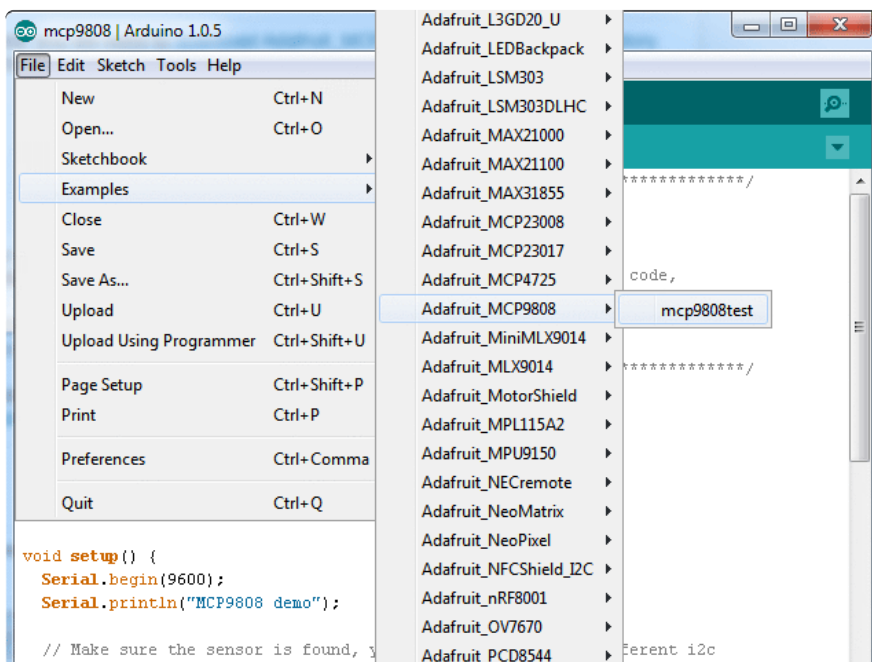 mcp9808 | Arduino 1.0.5
File Edit Sketch Tools Help
New Ctrl+N
Open... Ctrl+O
Sketchbook
Examples
Close Ctrl+W
Save Ctrl+S
Save As... Ctrl+Shift+S
Upload Ctrl+U
Upload Using Programmer Ctrl+Shift+U
Page Setup Ctrl+Shift+P
Print Ctrl+P
Preferences Ctrl+Comma
Quit Ctrl+Q
Adafruit_L3GD20_U
Adafruit_LEDBackpack
Adafruit_LSM303
Adafruit_LSM303DLHC
Adafruit_MAX21000
Adafruit_MAX21100
Adafruit_MAX31855
Adafruit_MCP23008
Adafruit_MCP23017
Adafruit_MCP4725
Adafruit_MCP9808
Adafruit_MiniMLX9014
Adafruit_MLX9014
Adafruit_MotorShield
Adafruit_MPL115A2
Adafruit_MPU9150
Adafruit_NECremote
Adafruit_NeoMatrix
Adafruit_NeoPixel
Adafruit_NFCShield_I2C
Adafruit_nRF8001
Adafruit_OV7670
Adafruit_PCD8544
mcp9808test
*************/
code,
*************/
void setup() {
Serial.begin(9600);
Serial.println("MCP9808 demo");
// Make sure the sensor is found, y
ferent i2c